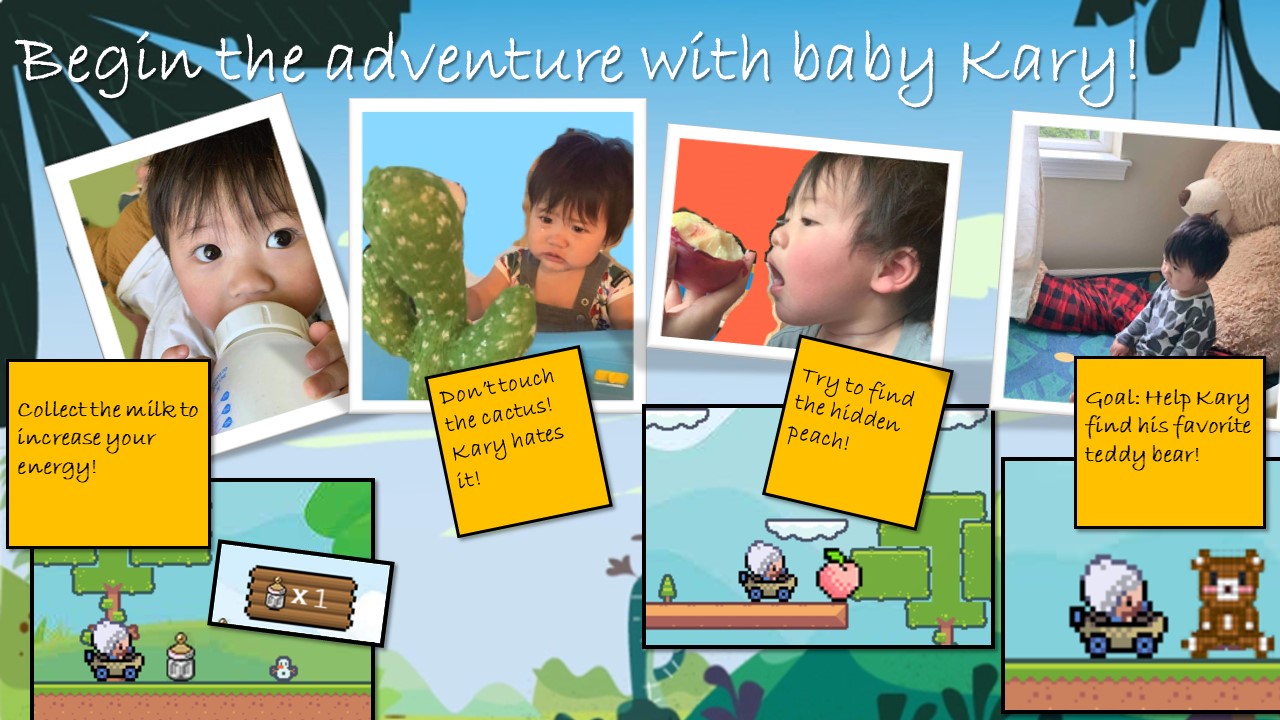 Begin the adventure with baby Kary!
Collect the milk to
increase your
energy!
Don't touch
the cactus!
Kary hates
it!
Try to find
the hidden
peach!
Goal: Help Kary
find his favorite
teddy bear!
x1